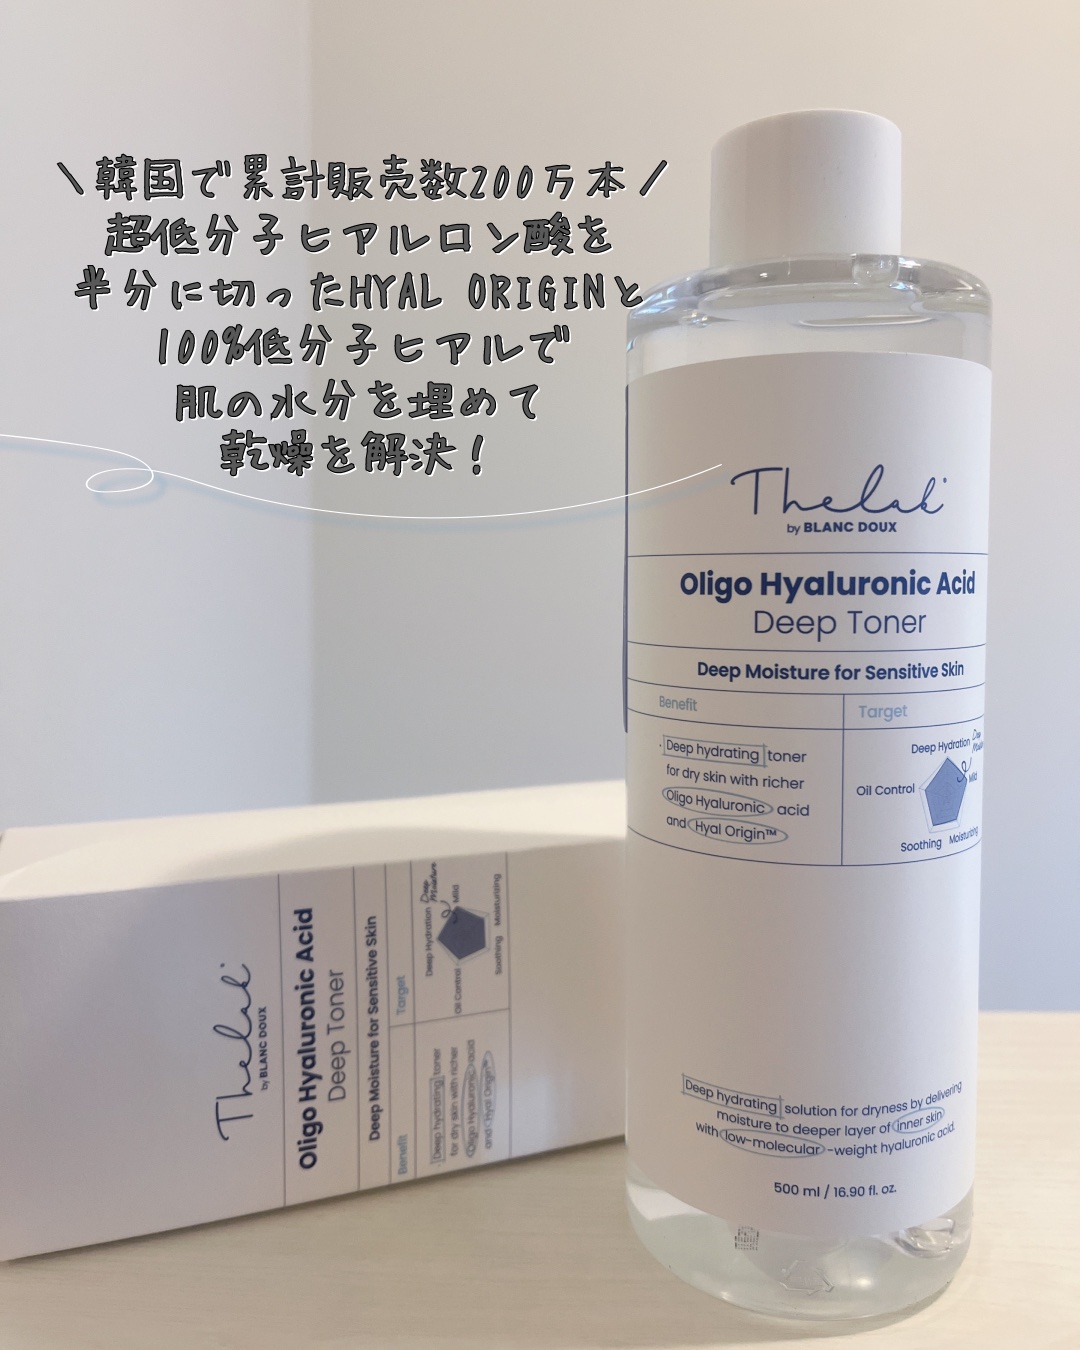 \韓国で累計販売数200万本/
超低分子ヒアルロン酸を
半分に切ったHYAL ORIGINと
100%低分子ヒアルで
肌の水分を埋めて
乾燥を解決!
Thelab®
by BLANC DOUX
Oligo Hyaluronic Acid
Deep Toner
Deep Moisture for Sensitive Skin
Benefit
Target
· Deep hydrating toner
for dry skin with richer
Oligo Hyaluronic acid
and Hyal Origin™
Deep Hydration
Deep
Mild
Oil Control
Soothing
Moisturizing
Deep hydrating solution for dryness by delivering
moisture to deeper layer of inner skin
with low-molecular-weight hyaluronic acid.
500 ml / 16.90 fl. oz.
Thelab®
by BLANC DOUX
Oligo Hyaluronic Acid
Deep Toner
Deep Moisture for Sensitive Skin
Benefit
Target
· Deep hydrating toner
for dry skin with richer
Oligo Hyaluronic acid
and Hyal Origin™
Deep Hydration
Deep
Moisture
Mild
Oil Control
Soothing
Moisturizing